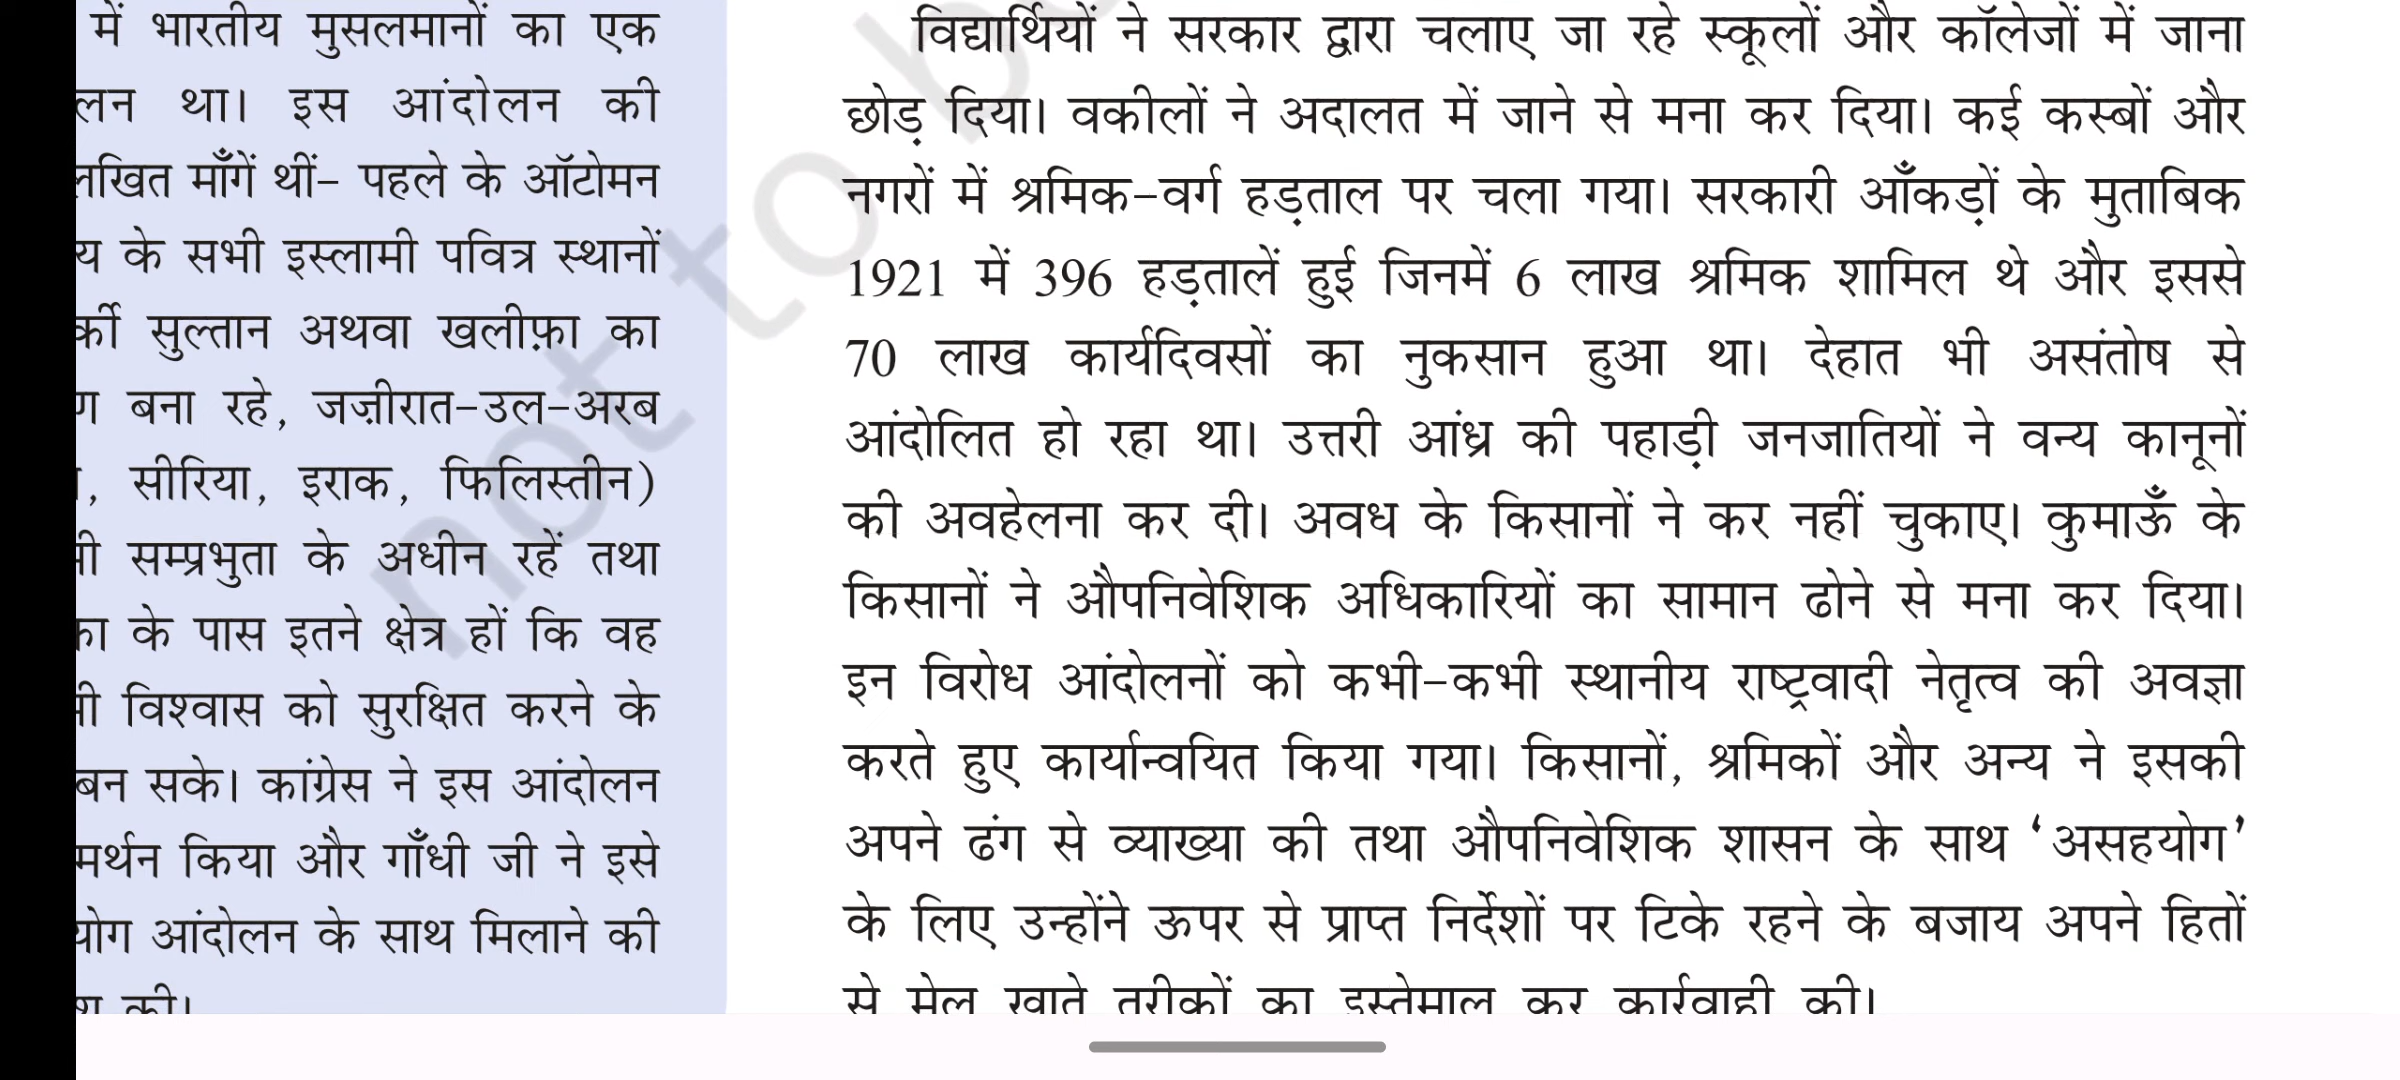 में भारतीय मुसलमानों का एक
था। इस आंदोलन की
माँगें थीं– पहले के ऑटोमन
के सभी इस्लामी पवित्र स्थानों
सुल्तान अथवा खलीफ़ा का
बना रहे, जज़ीरात-उल-अरब
, सीरिया, इराक, फिलिस्तीन)
सम्प्रभुता के अधीन रहें तथा
के पास इतने क्षेत्र हों कि वह
विश्वास को सुरक्षित करने के
बन सके। कांग्रेस ने इस आंदोलन
किया और गाँधी जी ने इसे
आंदोलन के साथ मिलाने की
की।
विद्यार्थियों ने सरकार द्वारा चलाए जा रहे स्कूलों और कॉलेजों में जाना
छोड़ दिया। वकीलों ने अदालत में जाने से मना कर दिया। कई कस्बों और
नगरों में श्रमिक-वर्ग हड़ताल पर चला गया। सरकारी आँकड़ों के मुताबिक
1921 में 396 हड़तालें हुई जिनमें 6 लाख श्रमिक शामिल थे और इससे
70 लाख कार्यदिवसों का नुकसान हुआ था। देहात भी असंतोष से
आंदोलित हो रहा था। उत्तरी आंध्र की पहाड़ी जनजातियों ने वन्य कानूनों
की अवहेलना कर दी। अवध के किसानों ने कर नहीं चुकाए। कुमाऊँ के
किसानों ने औपनिवेशिक अधिकारियों का सामान ढोने से मना कर दिया।
इन विरोध आंदोलनों को कभी-कभी स्थानीय राष्ट्रवादी नेतृत्व की अवज्ञा
करते हुए कार्यान्वयित किया गया। किसानों, श्रमिकों और अन्य ने इसकी
अपने ढंग से व्याख्या की तथा औपनिवेशिक शासन के साथ ‘असहयोग’
के लिए उन्होंने ऊपर से प्राप्त निर्देशों पर टिके रहने के बजाय अपने हितों
से मेल खाते तरीकों का इस्तेमाल कर कार्रवाही की।
not to b